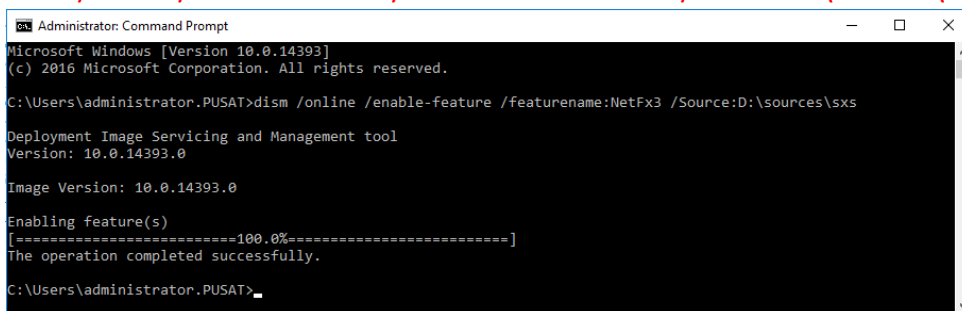 Administrator: Command Prompt
Microsoft Windows [Version 10.0.14393]
(c) 2016 Microsoft Corporation. All rights reserved.
C:\Users\administrator.PUSAT>dism /online /enable-feature /featurename:NetFx3 /Source:D:\sources\sxs
Deployment Image Servicing and Management tool
Version: 10.0.14393.0
Image Version: 10.0.14393.0
Enabling feature(s)
[==========================100.0%==========================]
The operation completed successfully.
C:\Users\administrator.PUSAT>_